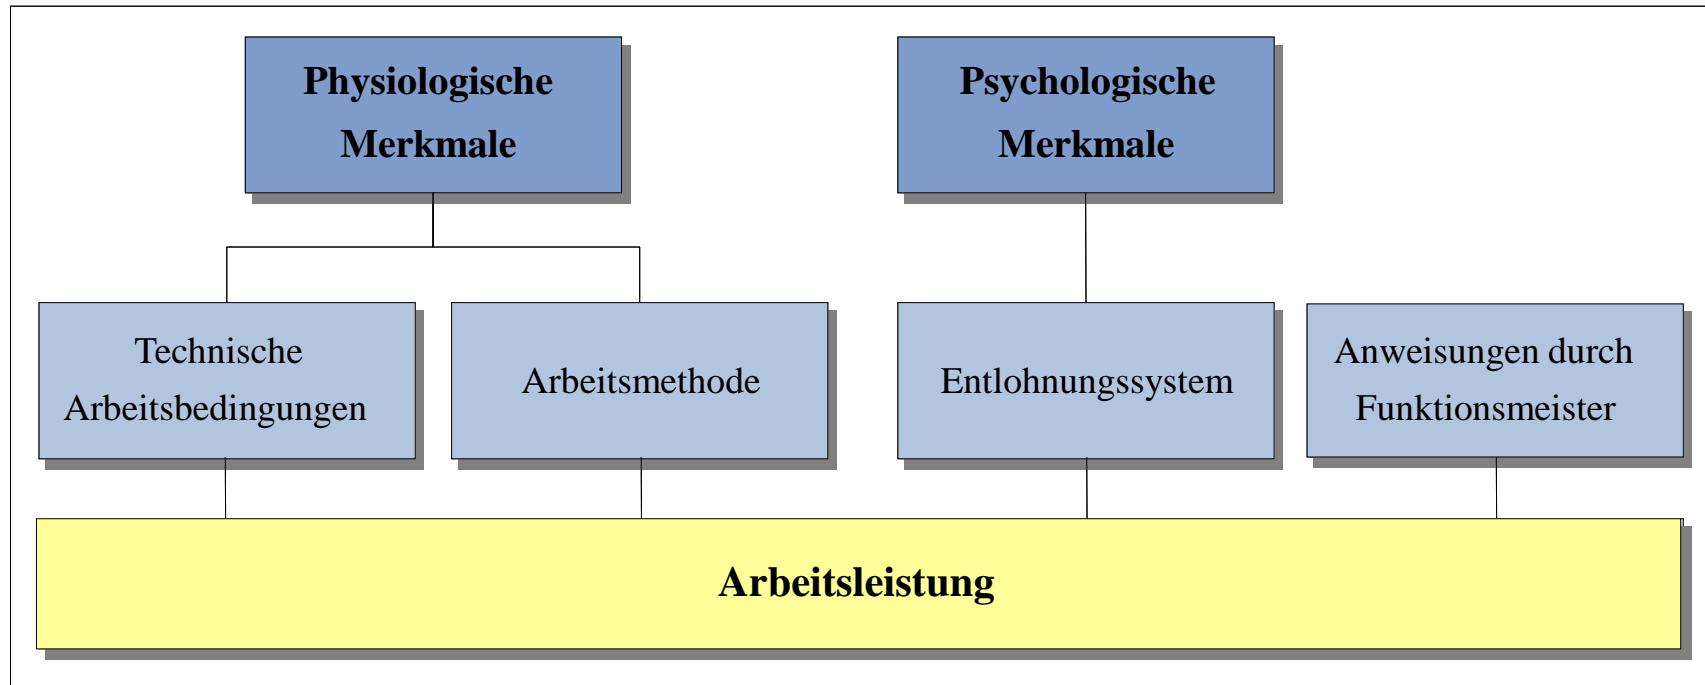 Physiologische
Merkmale
Psychologische
Merkmale
Technische
Arbeitsbedingungen
Arbeitsmethode
Entlohnungssystem
Anweisungen durch
Funktionsmeister
Arbeitsleistung